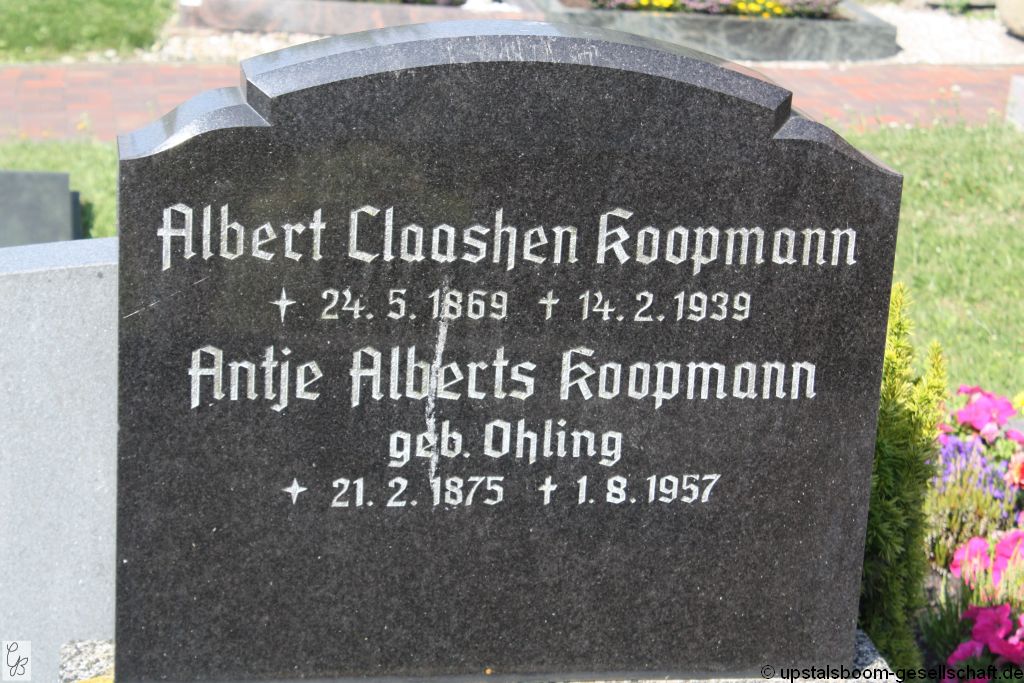 Albert Claashen Koopmann
✦ 24. 5. 1869 ✝ 14. 2. 1939
Antje Alberts Koopmann
geb. Ohling
✦ 21. 2. 1875 ✝ 1. 8. 1957
GB
© upstalsboom-gesellschaft.de